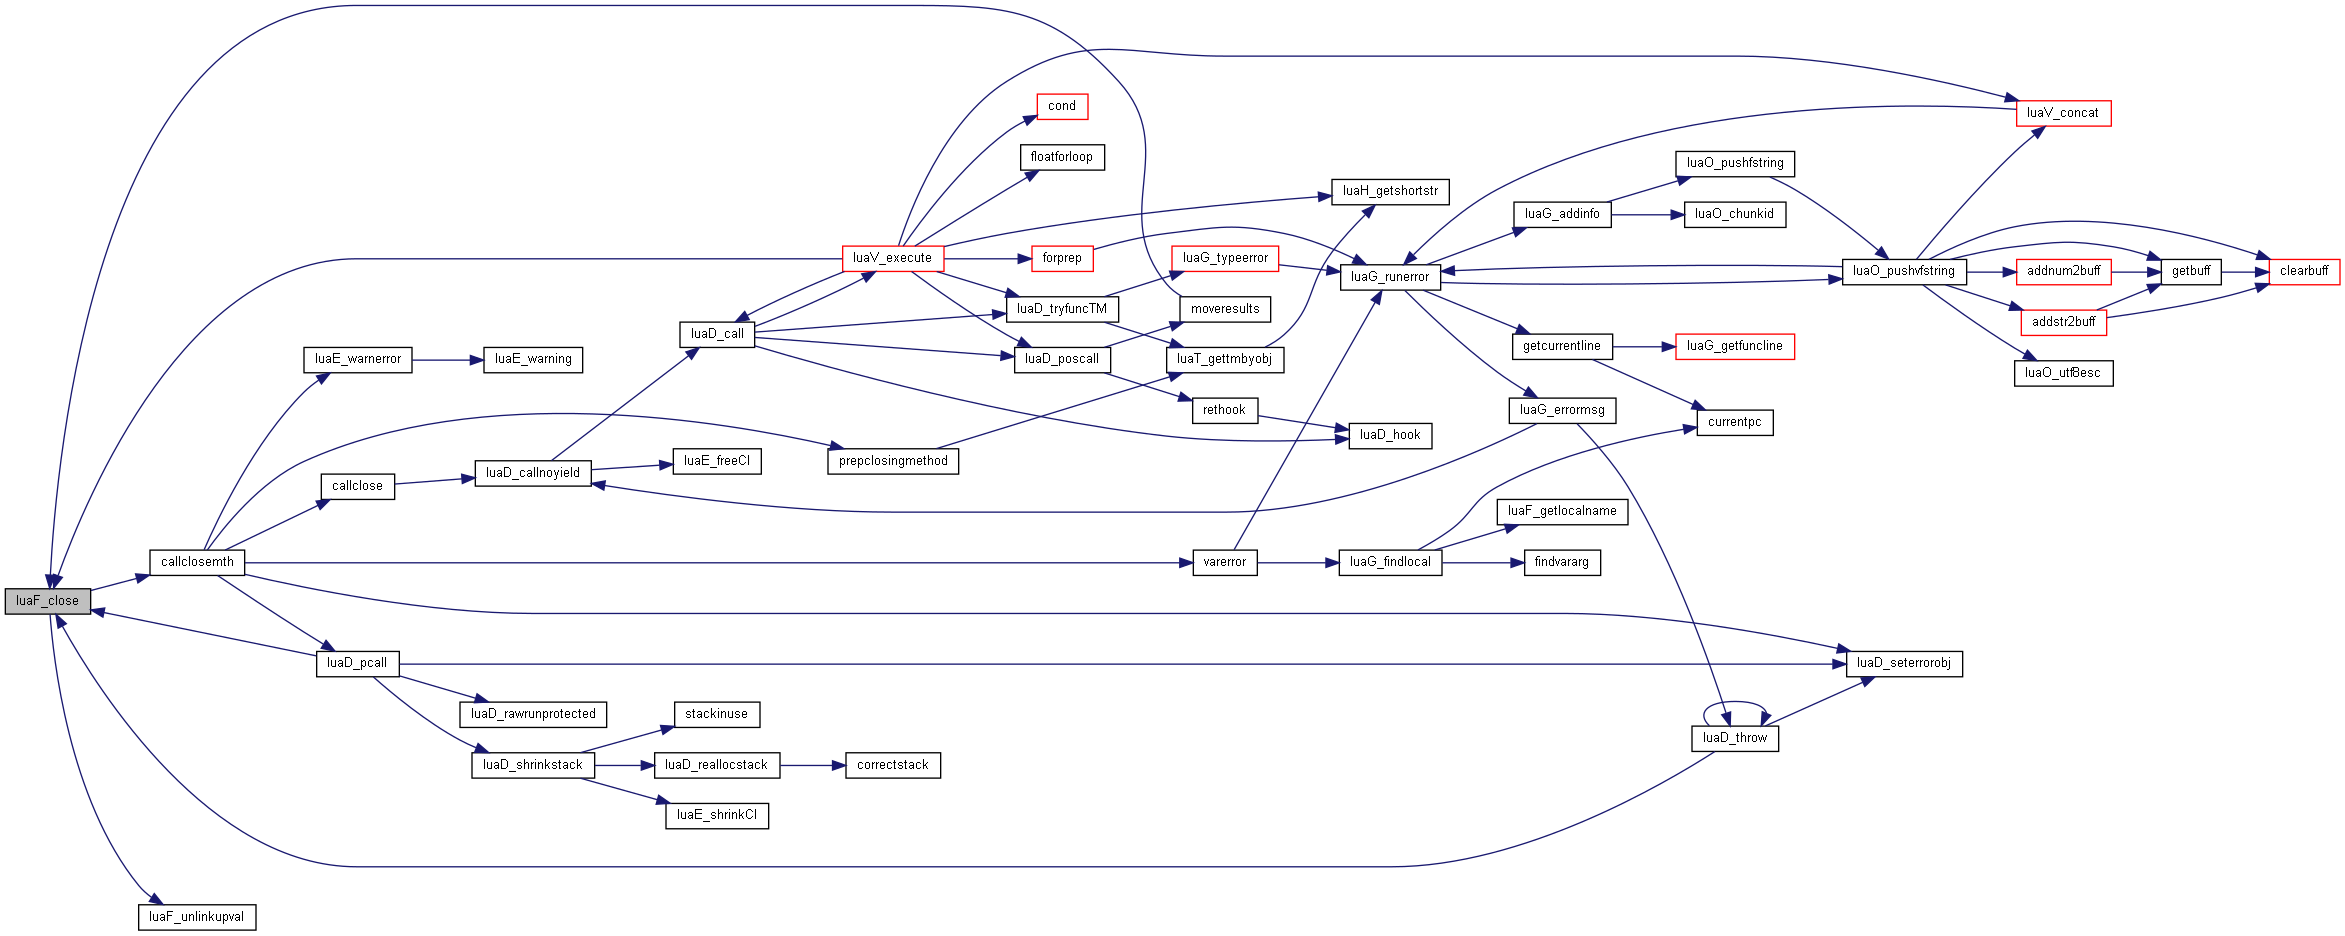 cond
luaV_concat
floatforloop
luaO_pushfstring
luaH_getshortstr
luaG_addinfo
luaO_chunkid
luaV_execute
forprep
luaG_typeerror
luaG_runerror
luaO_pushvfstring
addnum2buff
getbuff
clearbuff
luaD_tryfuncTM
moveresults
addstr2buff
luaD_call
getcurrentline
luaG_getfuncline
luaE_warnerror
luaE_warning
luaD_poscall
luaT_gettmbyobj
luaO_utf8esc
rethook
luaG_errormsg
currentpc
luaD_hook
luaE_freeCI
prepclosingmethod
luaD_callnoyield
callclose
luaF_getlocalname
callclosemth
varerror
luaG_findlocal
findvararg
luaF_close
luaD_pcall
luaD_seterrorobj
luaD_rawrunprotected
stackinuse
luaD_throw
luaD_shrinkstack
luaD_reallocstack
correctstack
luaE_shrinkCI
luaF_unlinkupval